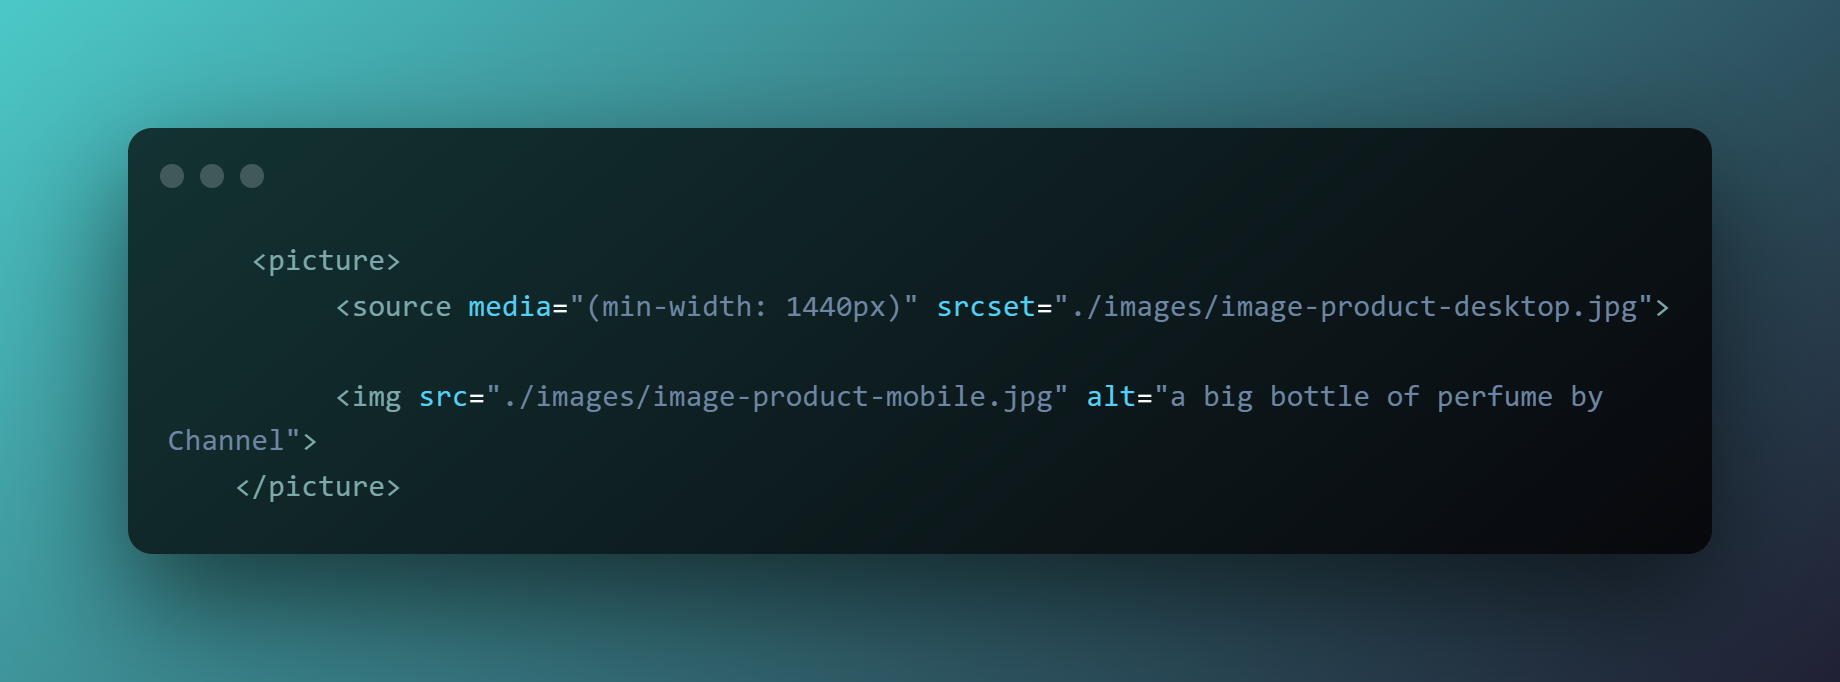 <picture>
<source media="(min-width: 1440px)" srcset="./images/image-product-desktop.jpg">
<img src="./images/image-product-mobile.jpg" alt="a big bottle of perfume by
Channel">
</picture>